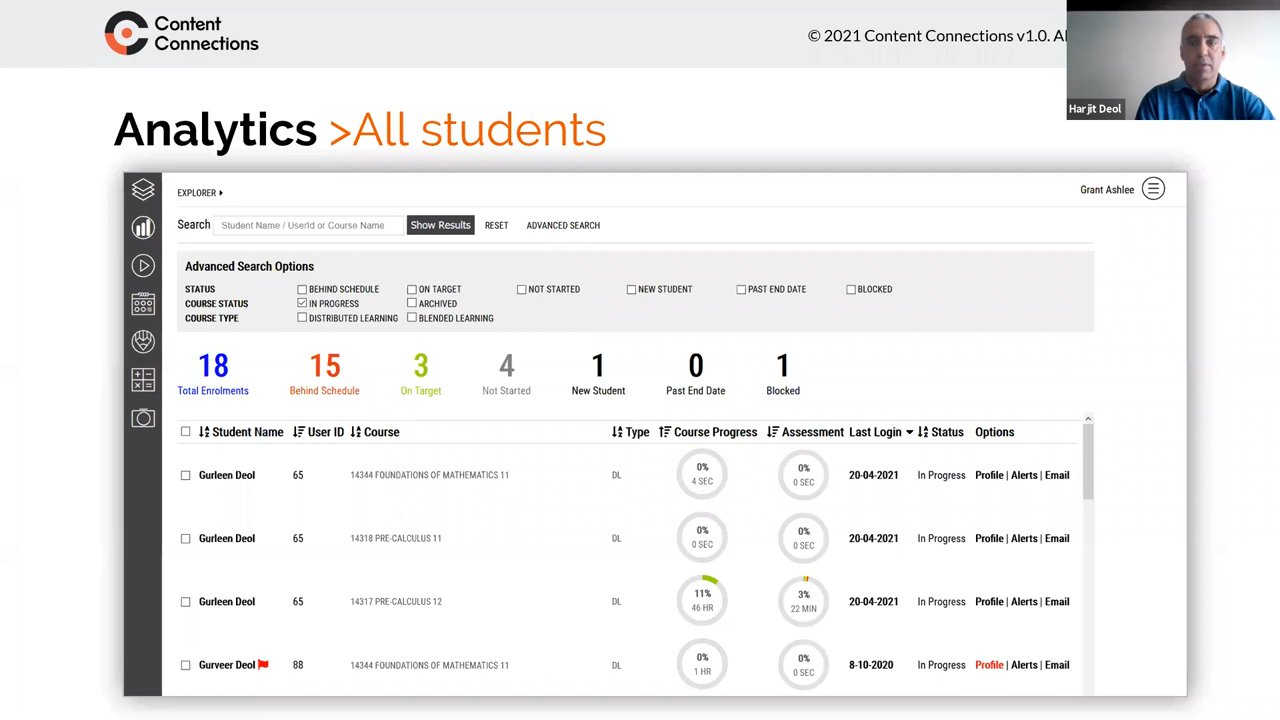 Content
Connections
© 2021 Content Connections v1.0. Al
Harjit Deol
Analytics >All students
EXPLORER
Grant Ashlee
Search Student Name / UserId or Course Name Show Results RESET ADVANCED SEARCH
Advanced Search Options
STATUS BEHIND SCHEDULE ON TARGET NOT STARTED NEW STUDENT PAST END DATE BLOCKED
COURSE STATUS IN PROGRESS ARCHIVED
COURSE TYPE DISTRIBUTED LEARNING BLENDED LEARNING
18 15 3 4 1 0 1
Total Enrolments Behind Schedule On Target Not Started New Student Past End Date Blocked
Student Name User ID Course Type Course Progress Assessment Last Login Status Options
Gurleen Deol 65 14344 FOUNDATIONS OF MATHEMATICS 11 DL 0% 4 SEC 0% 0 SEC 20-04-2021 In Progress Profile | Alerts | Email
Gurleen Deol 65 14318 PRE-CALCULUS 11 DL 0% 0 SEC 0% 0 SEC 20-04-2021 In Progress Profile | Alerts | Email
Gurleen Deol 65 14317 PRE-CALCULUS 12 DL 11% 46 HR 3% 22 MIN 20-04-2021 In Progress Profile | Alerts | Email
Gurveer Deol 88 14344 FOUNDATIONS OF MATHEMATICS 11 DL 0% 1 HR 0% 0 SEC 8-10-2020 In Progress Profile | Alerts | Email